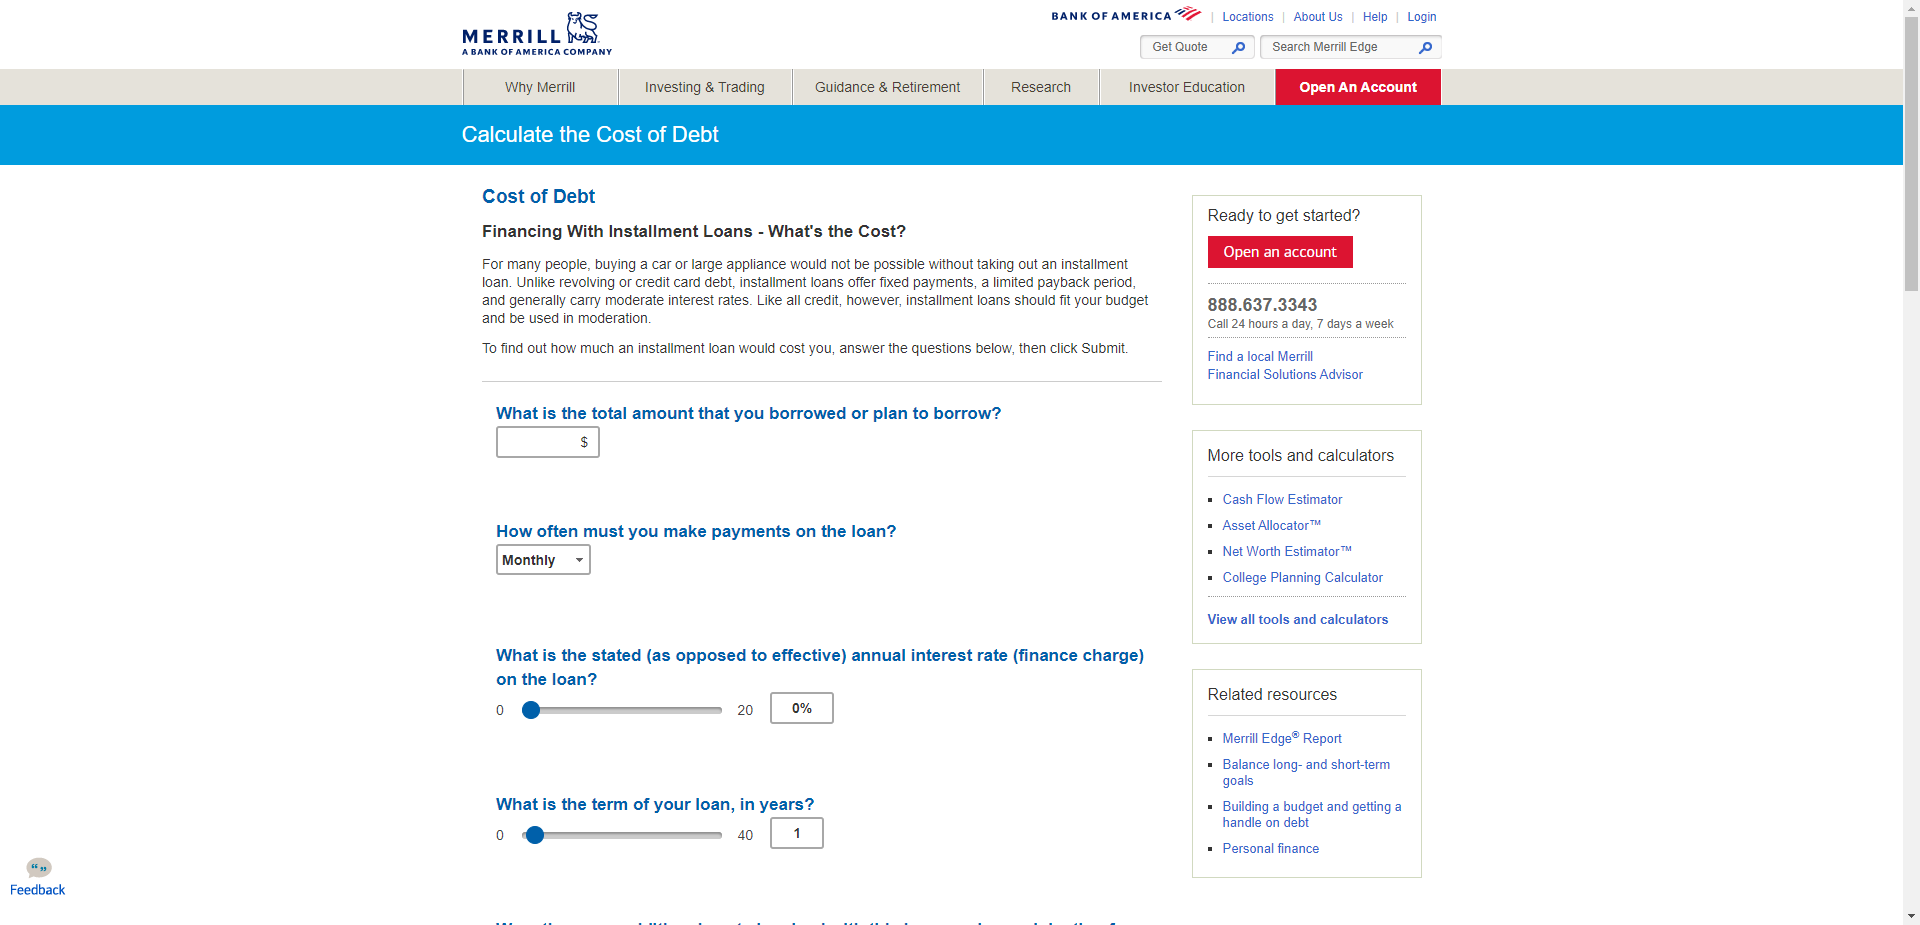 MERRILL
A BANK OF AMERICA COMPANY
BANK OF AMERICA
Locations | About Us | Help | Login
Get Quote
Search Merrill Edge
Why Merrill
Investing & Trading
Guidance & Retirement
Research
Investor Education
Open An Account
Calculate the Cost of Debt
Cost of Debt
Financing With Installment Loans - What's the Cost?
For many people, buying a car or large appliance would not be possible without taking out an installment
loan. Unlike revolving or credit card debt, installment loans offer fixed payments, a limited payback period,
and generally carry moderate interest rates. Like all credit, however, installment loans should fit your budget
and be used in moderation.
To find out how much an installment loan would cost you, answer the questions below, then click Submit.
What is the total amount that you borrowed or plan to borrow?
$
How often must you make payments on the loan?
Monthly
What is the stated (as opposed to effective) annual interest rate (finance charge)
on the loan?
0 20 0%
What is the term of your loan, in years?
0 40 1
Ready to get started?
Open an account
888.637.3343
Call 24 hours a day, 7 days a week
Find a local Merrill
Financial Solutions Advisor
More tools and calculators
Cash Flow Estimator
Asset Allocator™
Net Worth Estimator™
College Planning Calculator
View all tools and calculators
Related resources
Merrill Edge® Report
Balance long- and short-term
goals
Building a budget and getting a
handle on debt
Personal finance
Feedback